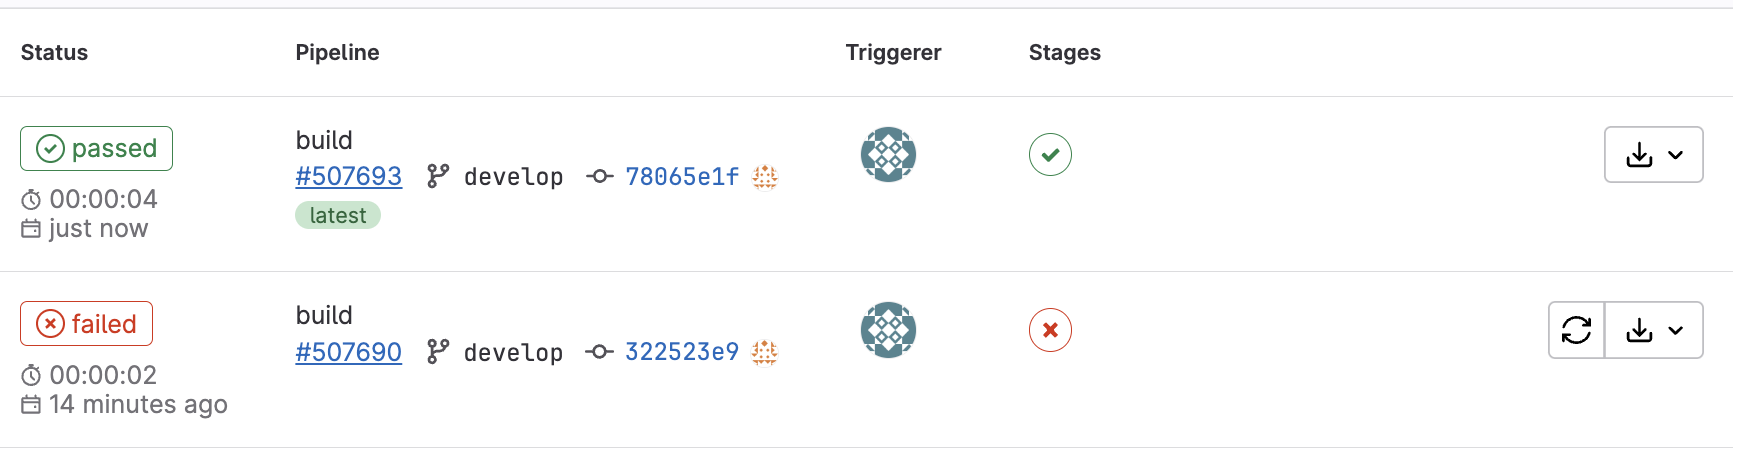 Status Pipeline Triggerer Stages
passed
00:00:04
just now
build
#507693 develop 78065e1f
latest
failed
00:00:02
14 minutes ago
build
#507690 develop 322523e9